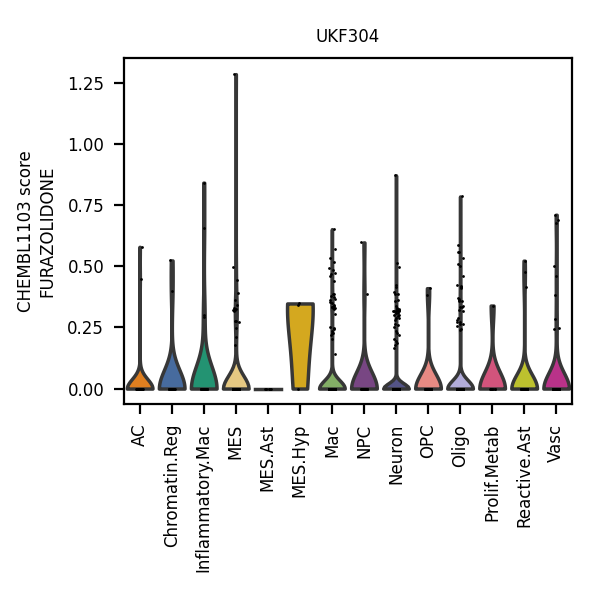 UKF304
CHEMBL1103 score
FURAZOLIDONE
1.25
1.00
0.75
0.50
0.25
0.00
AC
Chromatin.Reg
Inflammatory.Mac
MES
MES.Ast
MES.Hyp
Mac
NPC
Neuron
OPC
Oligo
Prolif.Metab
Reactive.Ast
Vasc